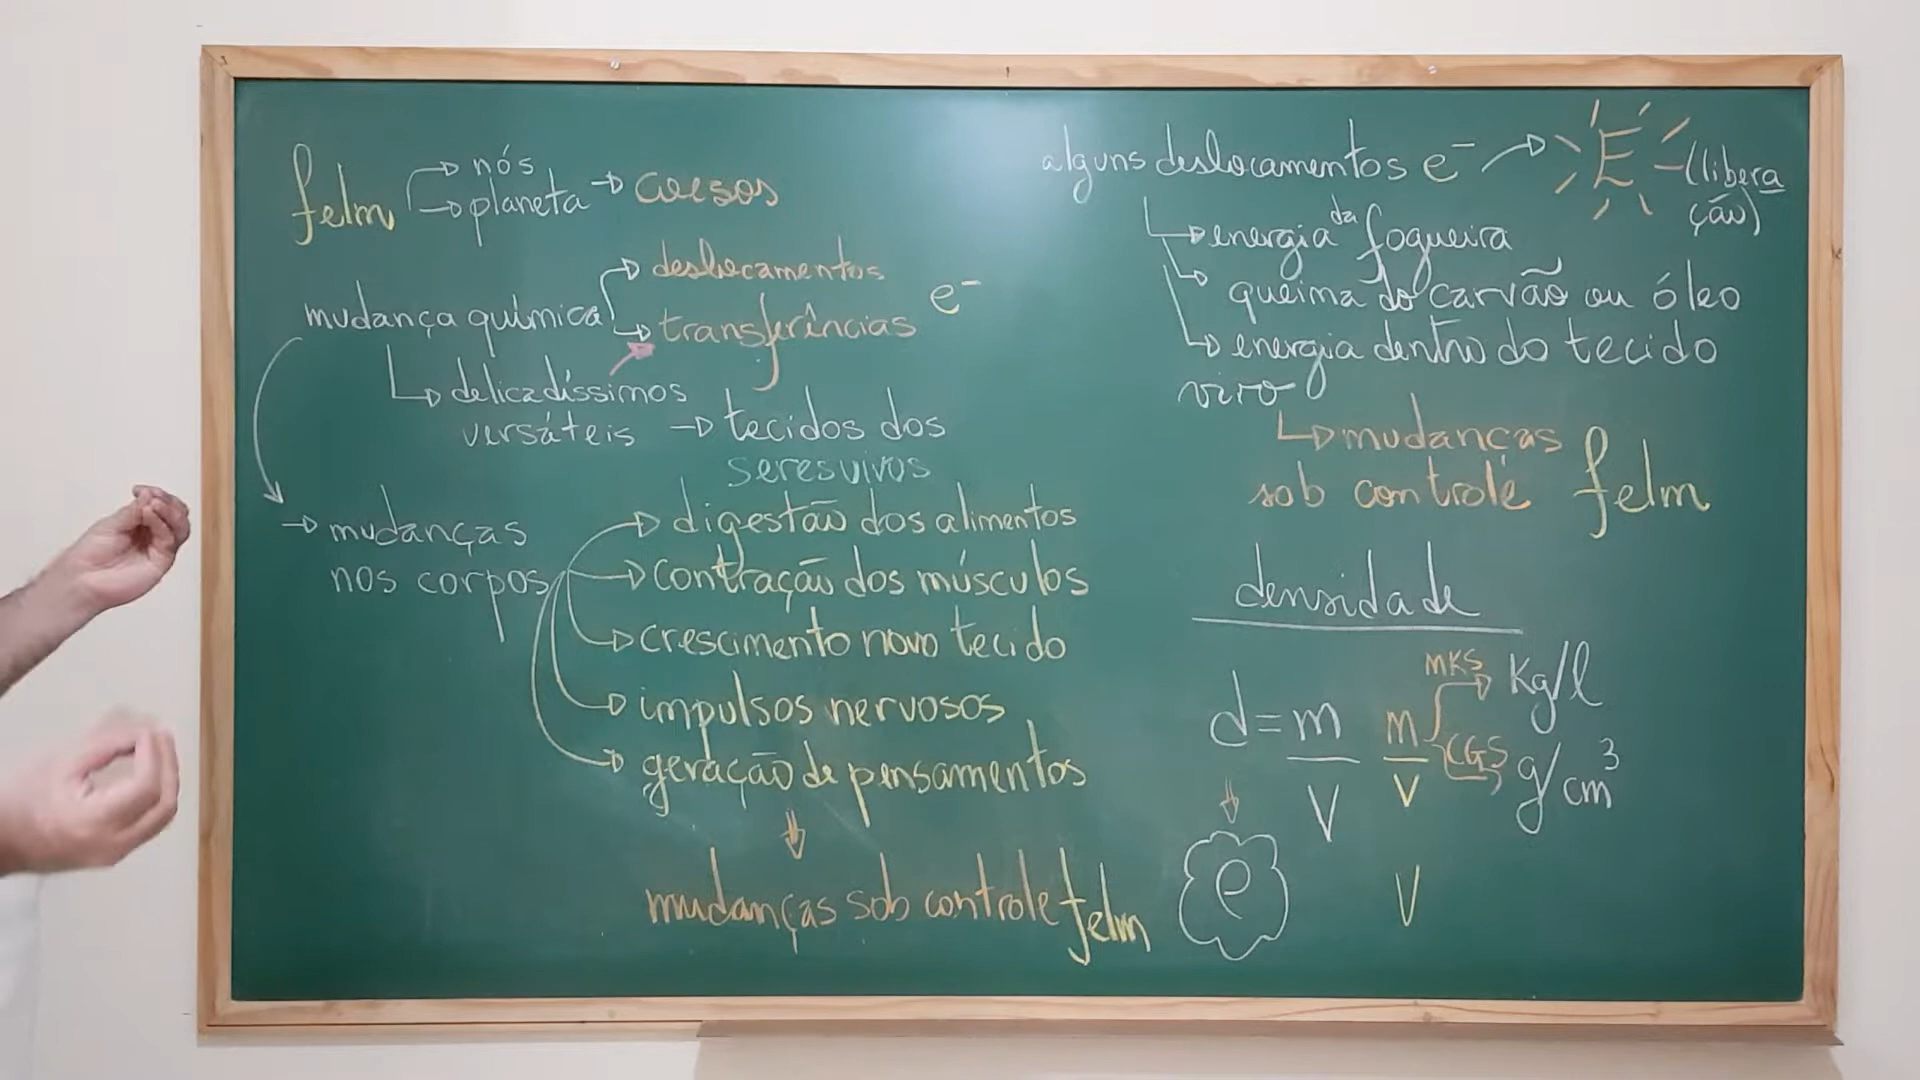 felm → nós
→ planeta → coesos
mudança química → deslocamentos
→ transferências e⁻
↳ delicadíssimos
versáteis → tecidos dos
seres vivos
→ mudanças
nos corpos
→ digestão dos alimentos
→ contração dos músculos
→ crescimento novo tecido
→ impulsos nervosos
→ geração de pensamentos
mudanças sob controle felm
alguns deslocamentos e⁻ → E (libera
ção)
→ energia da fogueira
→ queima do carvão ou óleo
→ energia dentro do tecido
vivo
↳ mudanças
sob controle felm
densidade
d = m/V m/V MKS → Kg/l
CGS → g/cm³
e
V